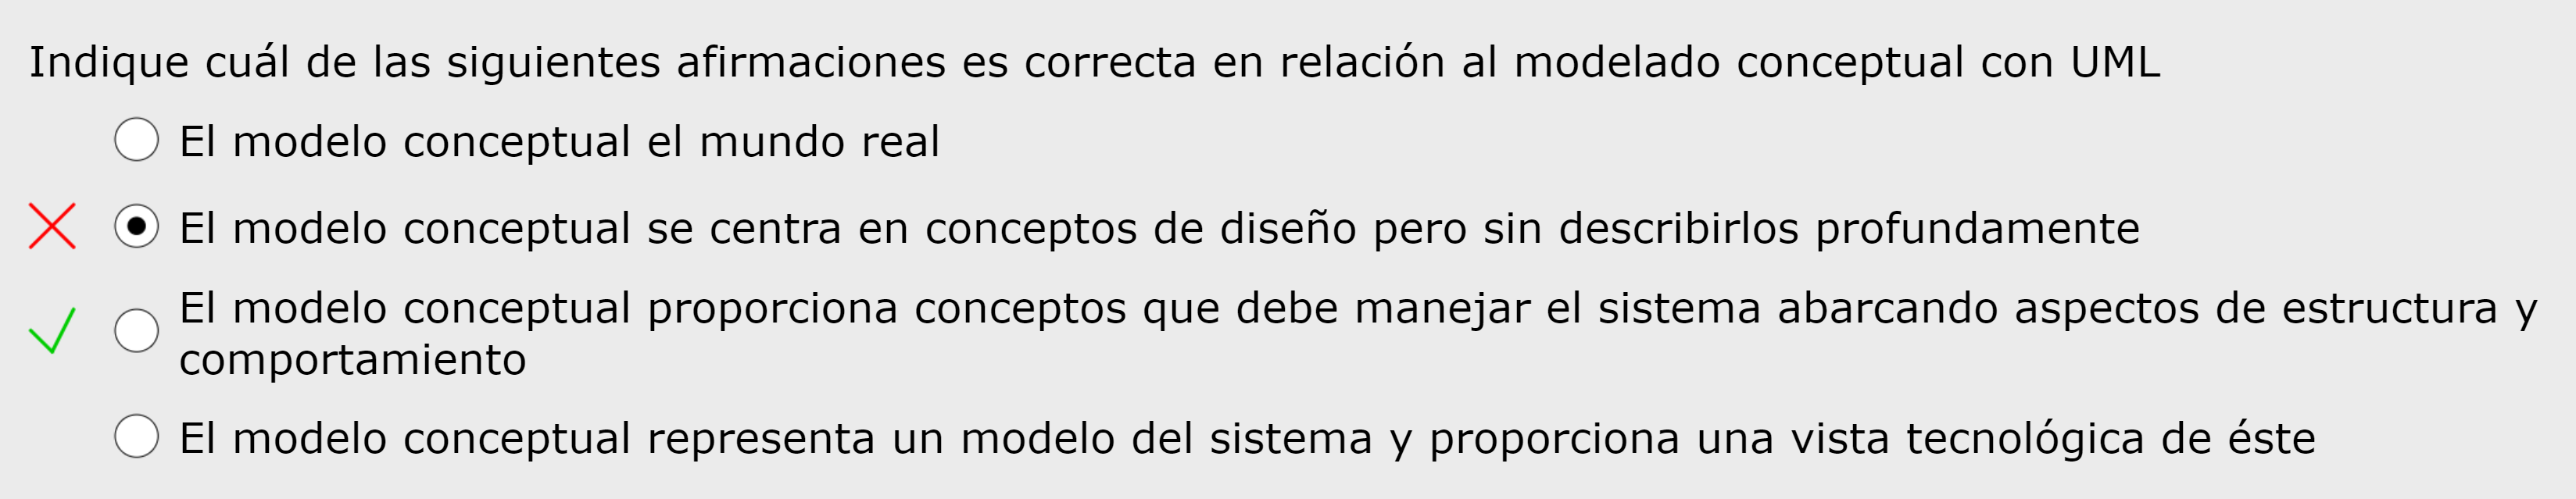 Indique cuál de las siguientes afirmaciones es correcta en relación al modelado conceptual con UML
El modelo conceptual el mundo real
El modelo conceptual se centra en conceptos de diseño pero sin describirlos profundamente
El modelo conceptual proporciona conceptos que debe manejar el sistema abarcando aspectos de estructura y
comportamiento
El modelo conceptual representa un modelo del sistema y proporciona una vista tecnológica de éste